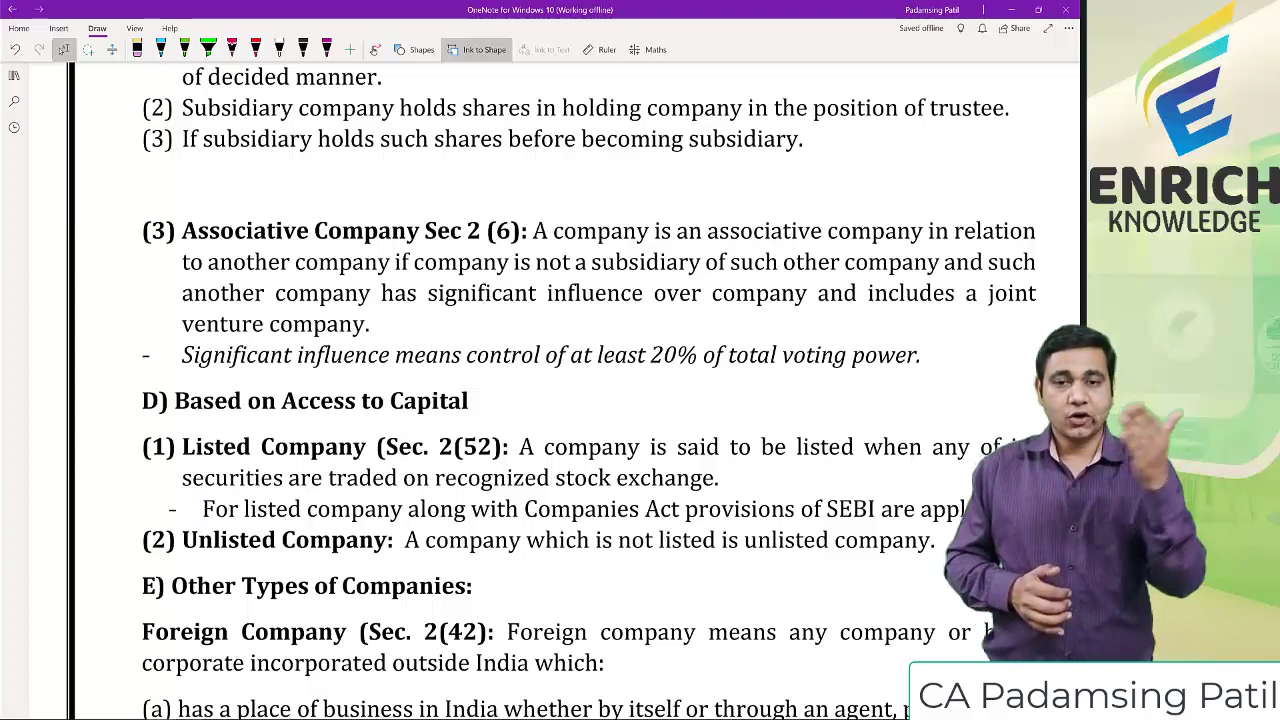 OneNote for Windows 10 (Working offline)
Padamsing Patil
Home Insert Draw View Help
Saved offline
Share
Shapes
Ink to Shape
Ink to Text
Ruler
Maths
of decided manner.
(2) Subsidiary company holds shares in holding company in the position of trustee.
(3) If subsidiary holds such shares before becoming subsidiary.
(3) Associative Company Sec 2 (6): A company is an associative company in relation
to another company if company is not a subsidiary of such other company and such
another company has significant influence over company and includes a joint
venture company.
- Significant influence means control of at least 20% of total voting power.
D) Based on Access to Capital
(1) Listed Company (Sec. 2(52): A company is said to be listed when any of
securities are traded on recognized stock exchange.
- For listed company along with Companies Act provisions of SEBI are appl
(2) Unlisted Company: A company which is not listed is unlisted company.
E) Other Types of Companies:
Foreign Company (Sec. 2(42): Foreign company means any company or
corporate incorporated outside India which:
(a) has a place of business in India whether by itself or through an agent,
ENRICH
KNOWLEDGE
CA Padamsing Patil